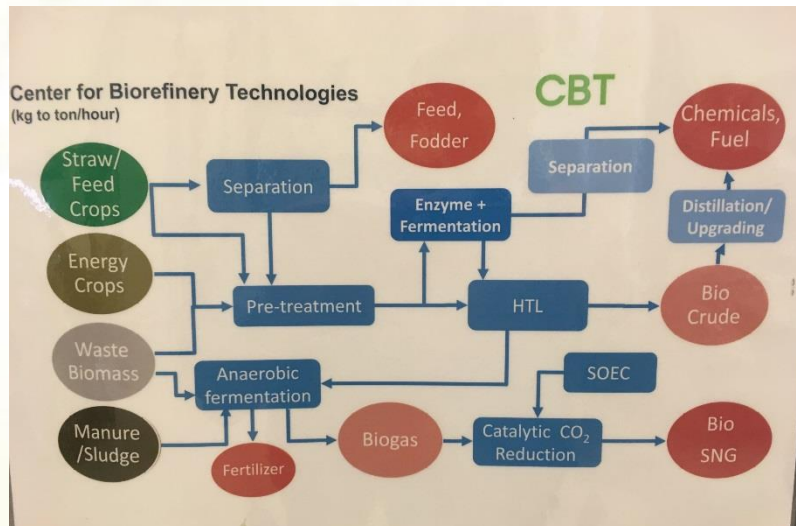 Center for Biorefinery Technologies
(kg to ton/hour)
CBT
Straw/
Feed
Crops
Separation
Feed,
Fodder
Separation
Chemicals,
Fuel
Enzyme +
Fermentation
Distillation/
Upgrading
Energy
Crops
Pre-treatment
HTL
Bio
Crude
Waste
Biomass
Anaerobic
fermentation
SOEC
Manure
/Sludge
Fertilizer
Biogas
Catalytic CO₂
Reduction
Bio
SNG